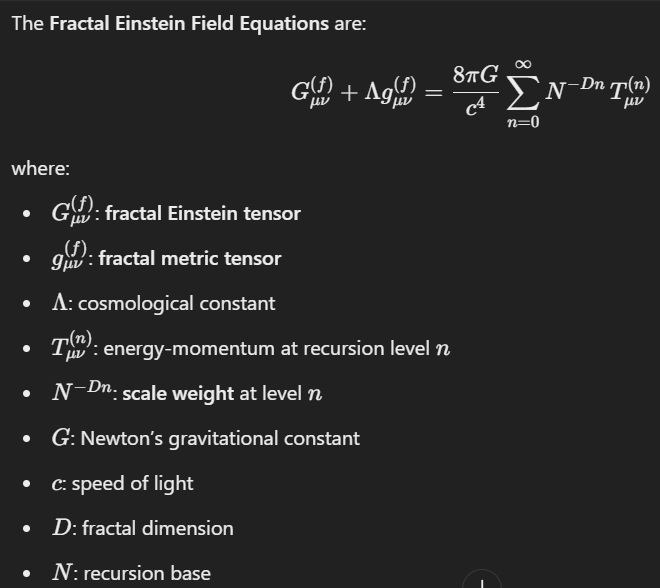 The Fractal Einstein Field Equations are:
G_{μν}^{(f)} + Λg_{μν}^{(f)} = \frac{8πG}{c^4} \sum_{n=0}^{∞} N^{-Dn} T_{μν}^{(n)}
where:
• G_{μν}^{(f)}: fractal Einstein tensor
• g_{μν}^{(f)}: fractal metric tensor
• Λ: cosmological constant
• T_{μν}^{(n)}: energy-momentum at recursion level n
• N^{-Dn}: scale weight at level n
• G: Newton's gravitational constant
• c: speed of light
• D: fractal dimension
• N: recursion base